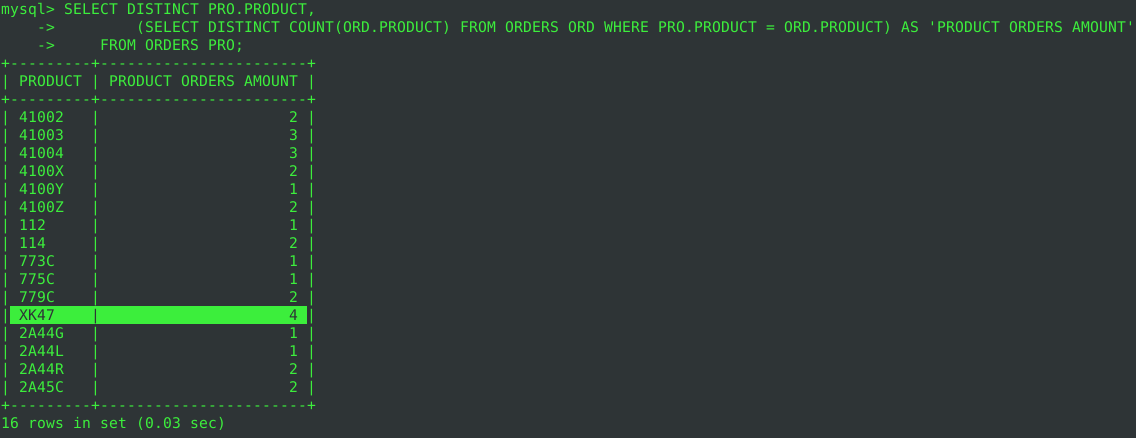 mysql> SELECT DISTINCT PRO.PRODUCT,
    ->         (SELECT DISTINCT COUNT(ORD.PRODUCT) FROM ORDERS ORD WHERE PRO.PRODUCT = ORD.PRODUCT) AS 'PRODUCT ORDERS AMOUNT'
    ->     FROM ORDERS PRO;
+---------+-----------------------+
| PRODUCT | PRODUCT ORDERS AMOUNT |
+---------+-----------------------+
| 41002   |                     2 |
| 41003   |                     3 |
| 41004   |                     3 |
| 4100X   |                     2 |
| 4100Y   |                     1 |
| 4100Z   |                     2 |
| 112     |                     1 |
| 114     |                     2 |
| 773C    |                     1 |
| 775C    |                     1 |
| 779C    |                     2 |
| XK47    |                     4 |
| 2A44G   |                     1 |
| 2A44L   |                     1 |
| 2A44R   |                     2 |
| 2A45C   |                     2 |
+---------+-----------------------+
16 rows in set (0.03 sec)